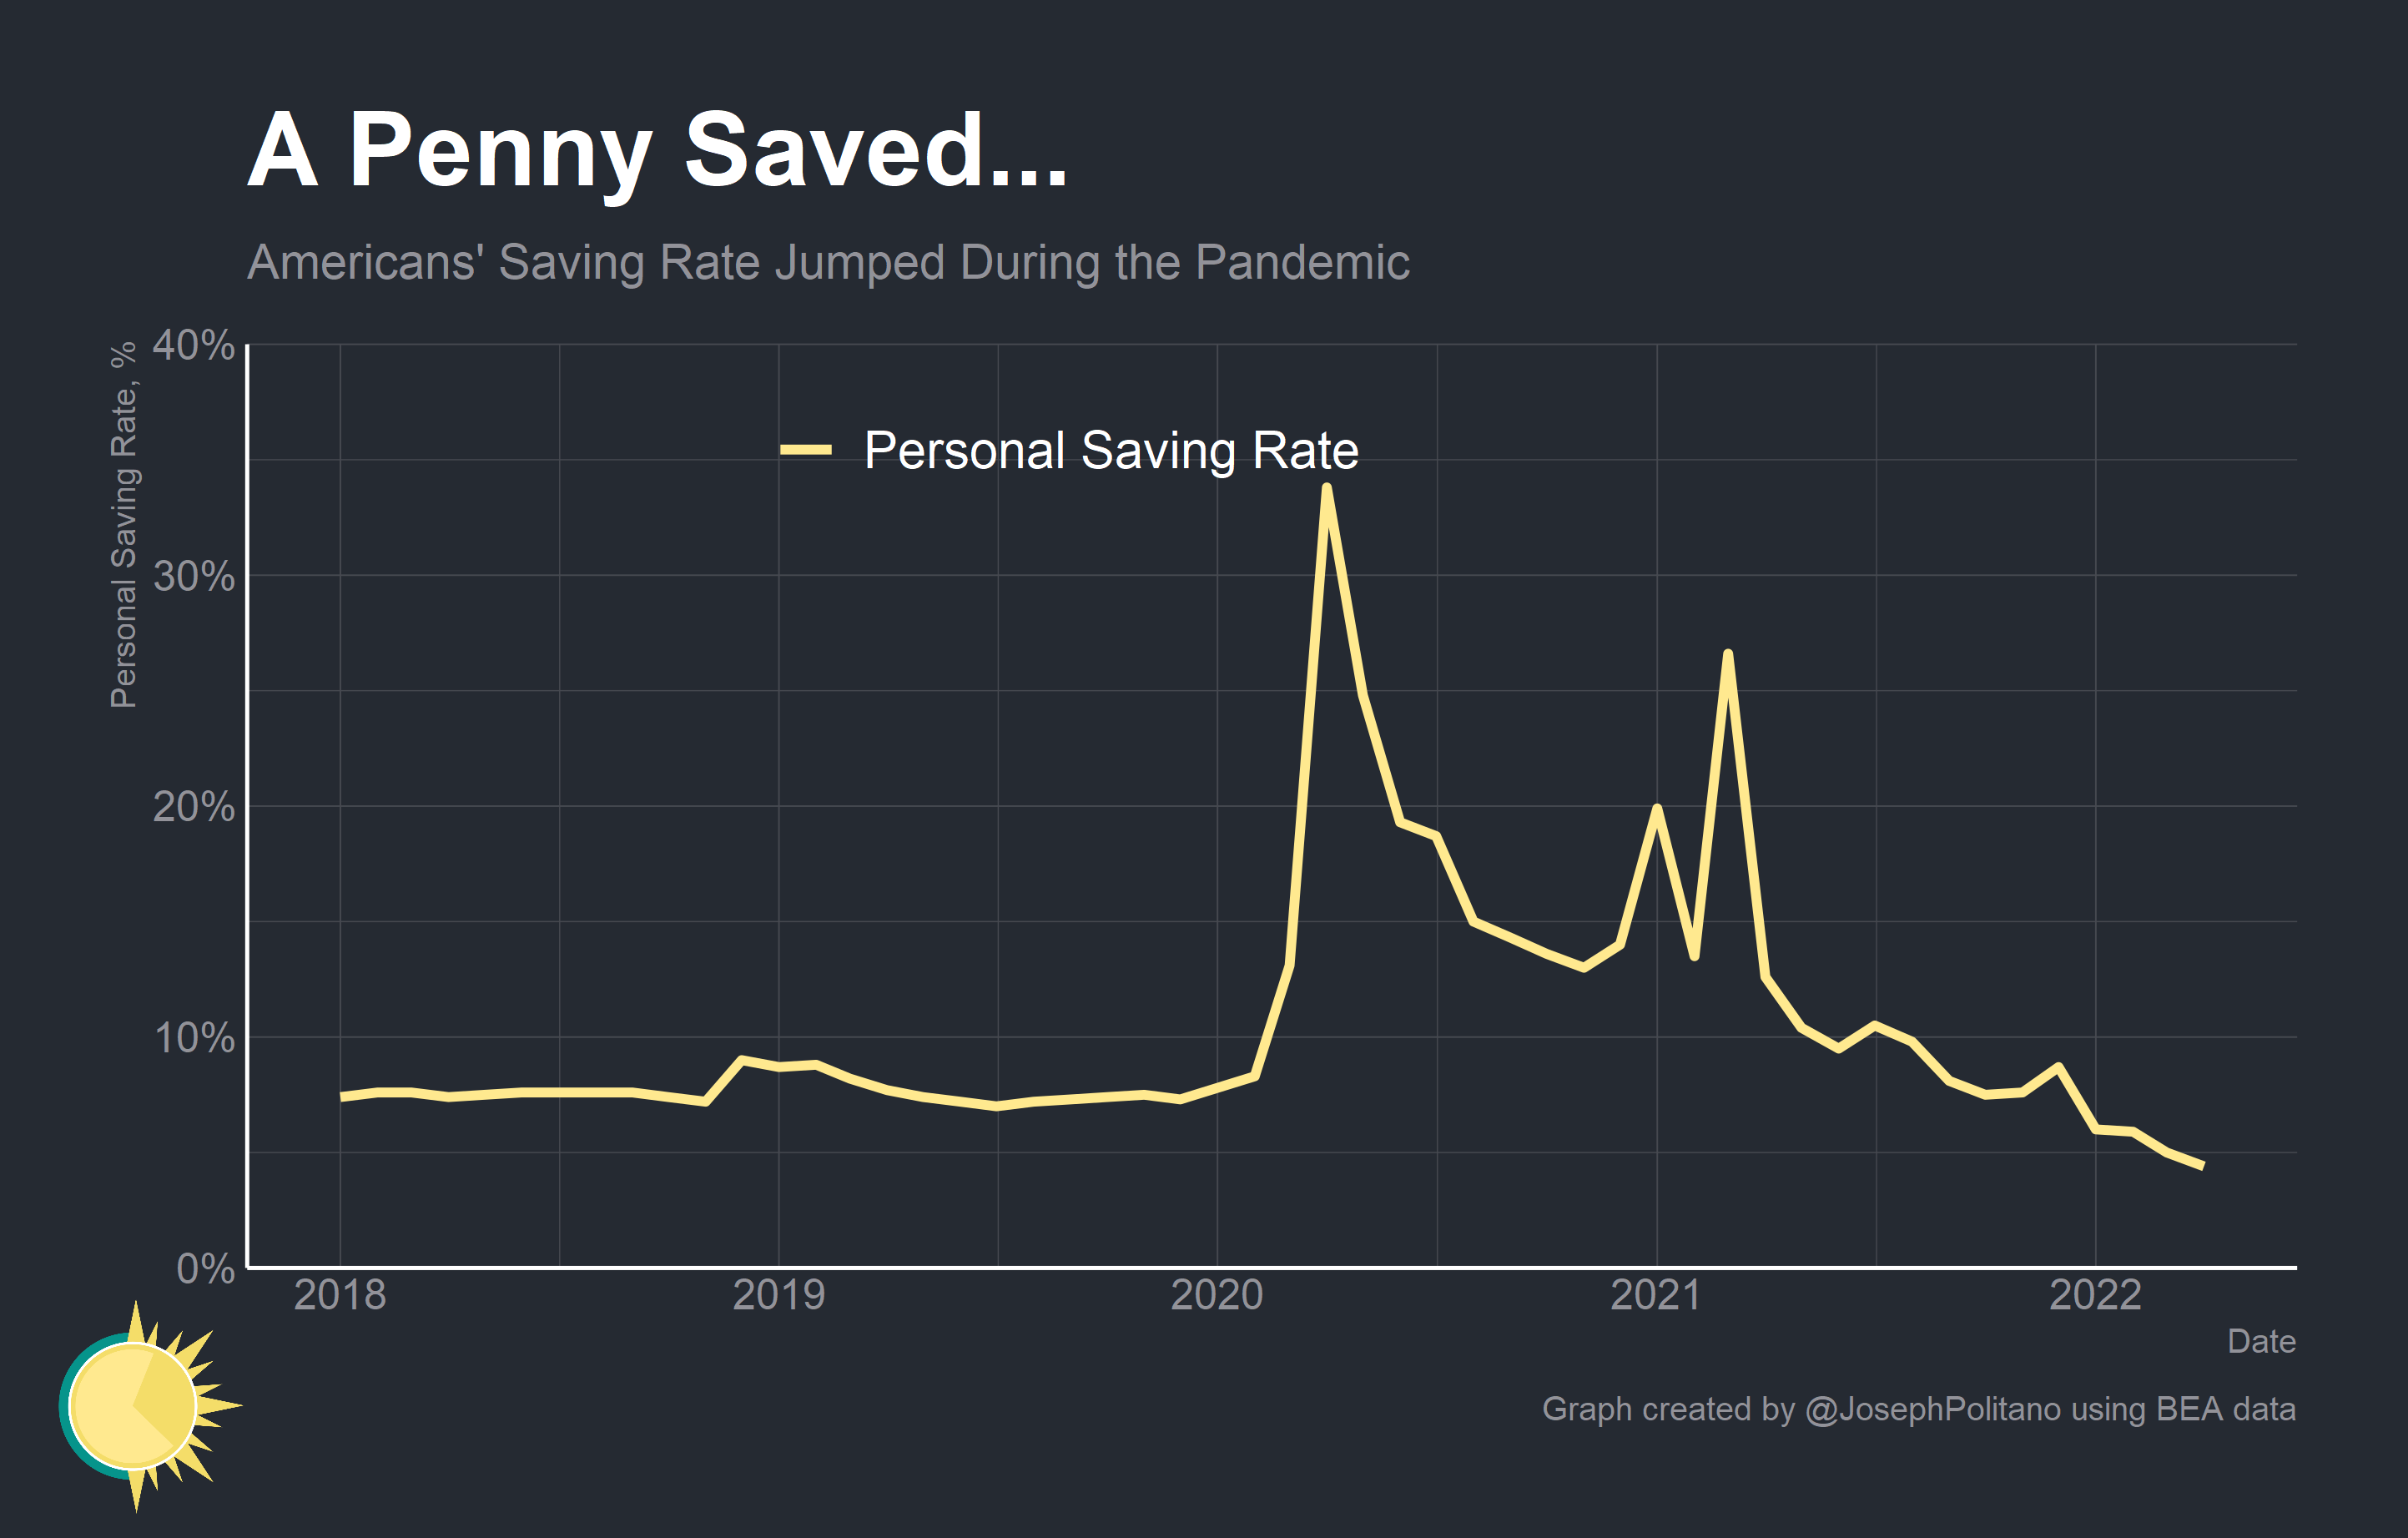 A Penny Saved...
Americans' Saving Rate Jumped During the Pandemic
Personal Saving Rate, %
40%
30%
20%
10%
0%
Personal Saving Rate
2018
2019
2020
2021
2022
Date
Graph created by @JosephPolitano using BEA data